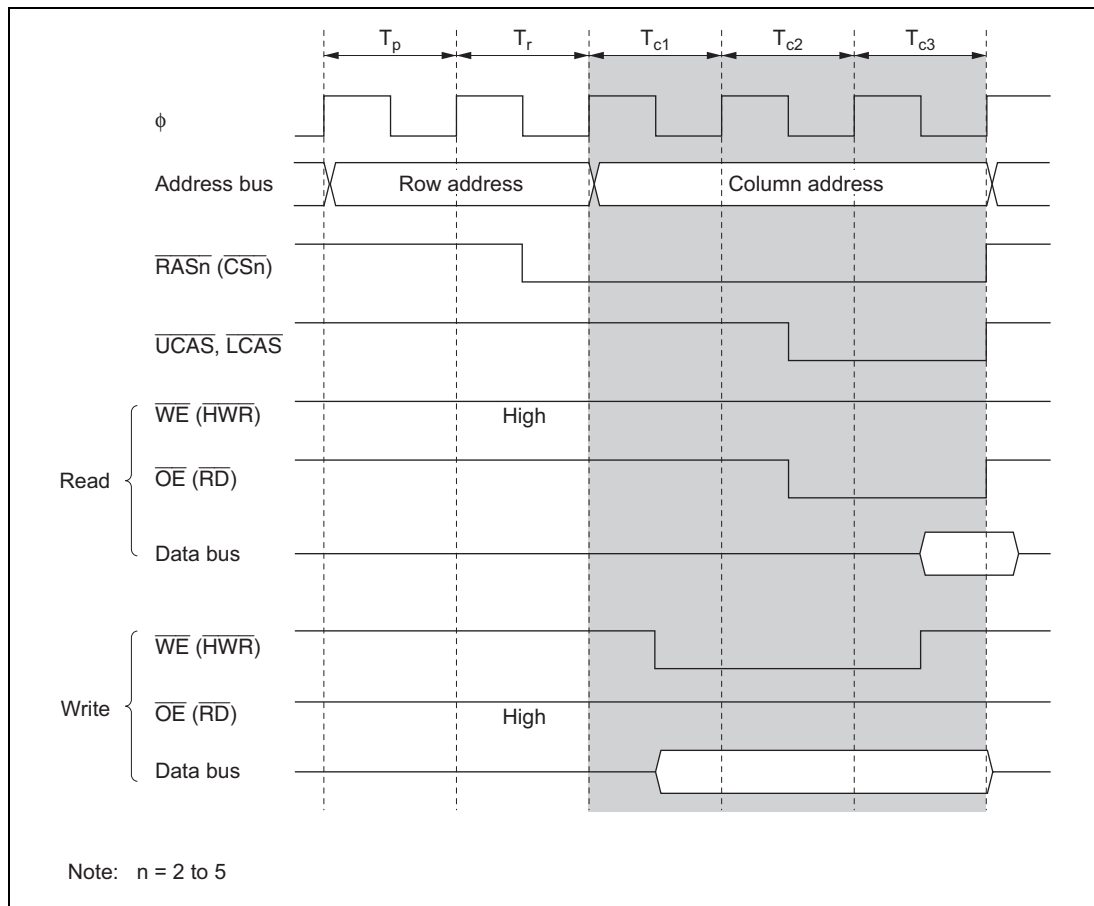 Tp Tr Tc1 Tc2 Tc3
φ
Address bus Row address Column address
RASn (CSn)
UCAS, LCAS
Read
WE (HWR) High
OE (RD)
Data bus
Write
WE (HWR)
OE (RD) High
Data bus
Note: n = 2 to 5